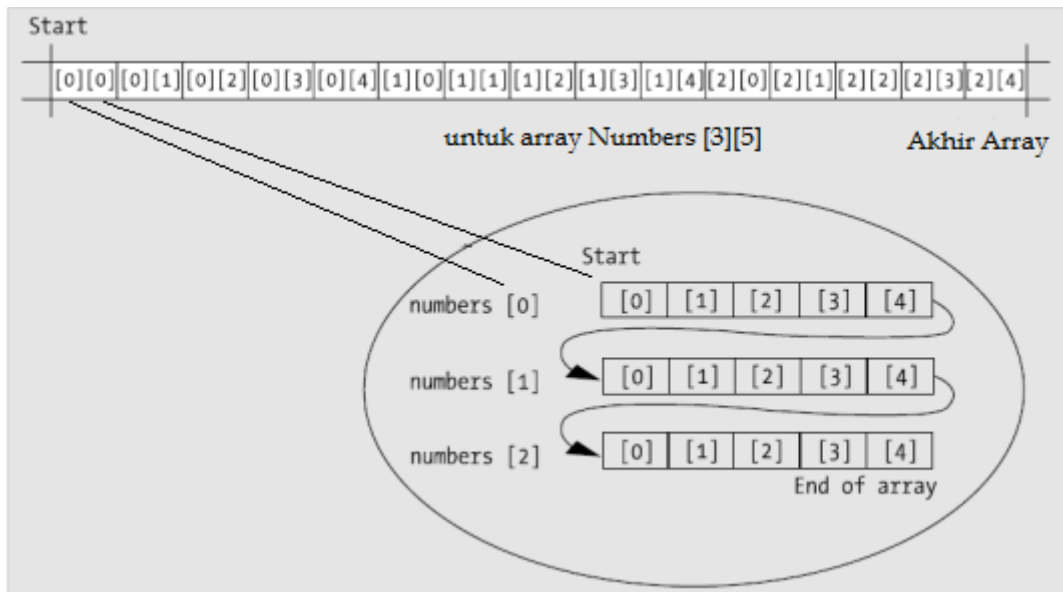 Start
[0][0] [0][1] [0][2] [0][3] [0][4] [1][0] [1][1] [1][2] [1][3] [1][4] [2][0] [2][1] [2][2] [2][3] [2][4]
untuk array Numbers [3][5] Akhir Array
Start
numbers [0] [0] [1] [2] [3] [4]
numbers [1] [0] [1] [2] [3] [4]
numbers [2] [0] [1] [2] [3] [4]
End of array